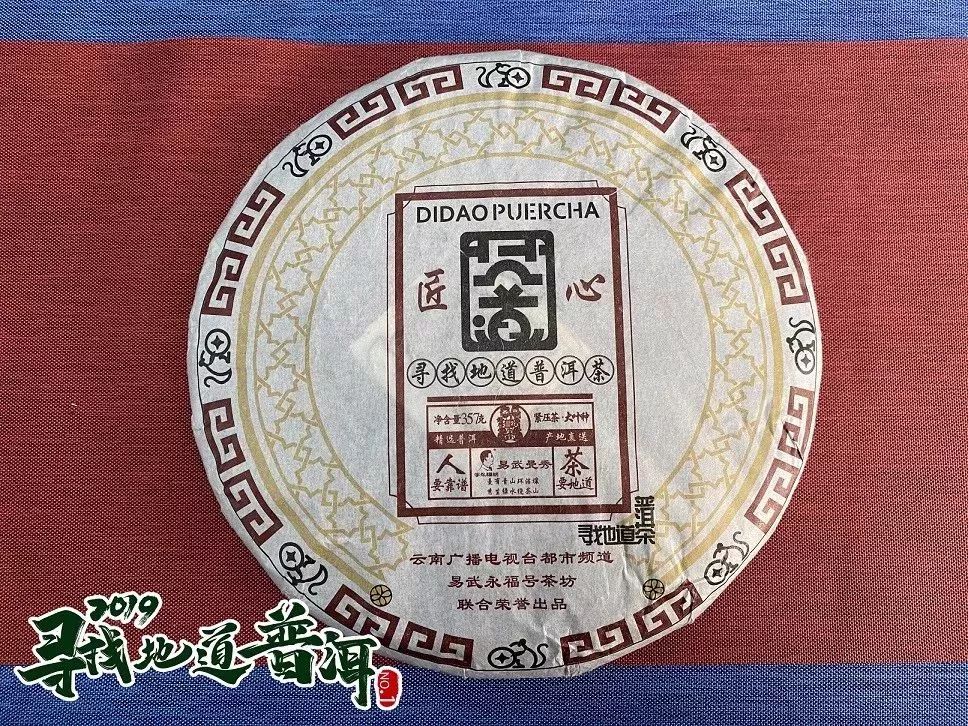 DIDAO PUERCHA
匠 心
寻找地道普洱茶
净含量357克 紧压茶·大叶种
精选普洱 产地直送
人 易武曼秀 茶
要靠谱 要地道
普洱
寻找地道茶
云南广播电视台都市频道
易武永福号茶坊
联合荣誉出品
2019
寻找地道普洱
NO.1